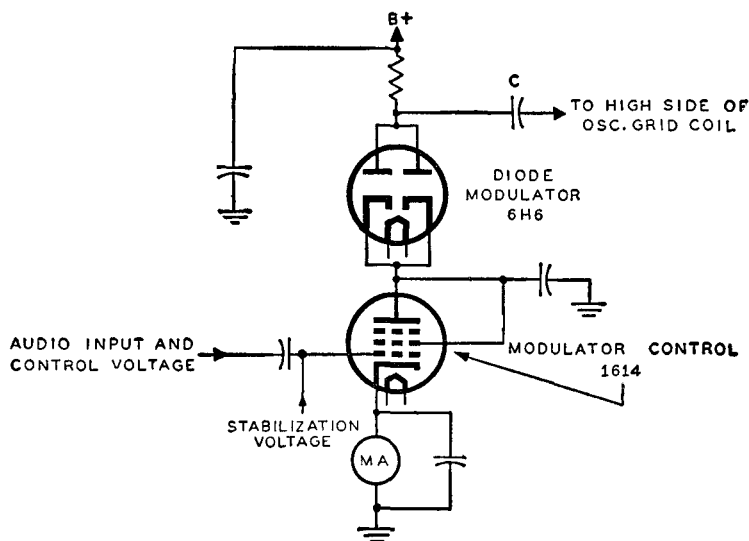 B+
C
TO HIGH SIDE OF
OSC. GRID COIL
DIODE
MODULATOR
6H6
AUDIO INPUT AND
CONTROL VOLTAGE
MODULATOR CONTROL
1614
STABILIZATION
VOLTAGE
MA